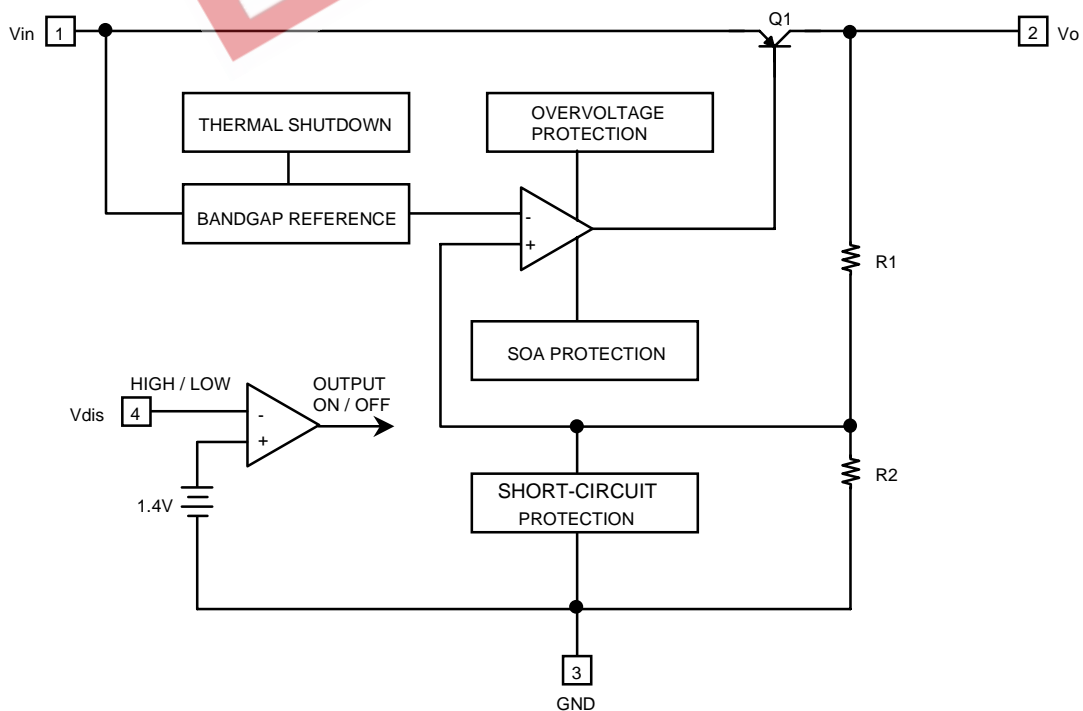 Q1
Vin 1
2 Vo
THERMAL SHUTDOWN
OVERVOLTAGE
PROTECTION
BANDGAP REFERENCE
-
+
R1
SOA PROTECTION
HIGH / LOW
OUTPUT
ON / OFF
Vdis 4
-
+
R2
1.4V
SHORT-CIRCUIT
PROTECTION
3
GND